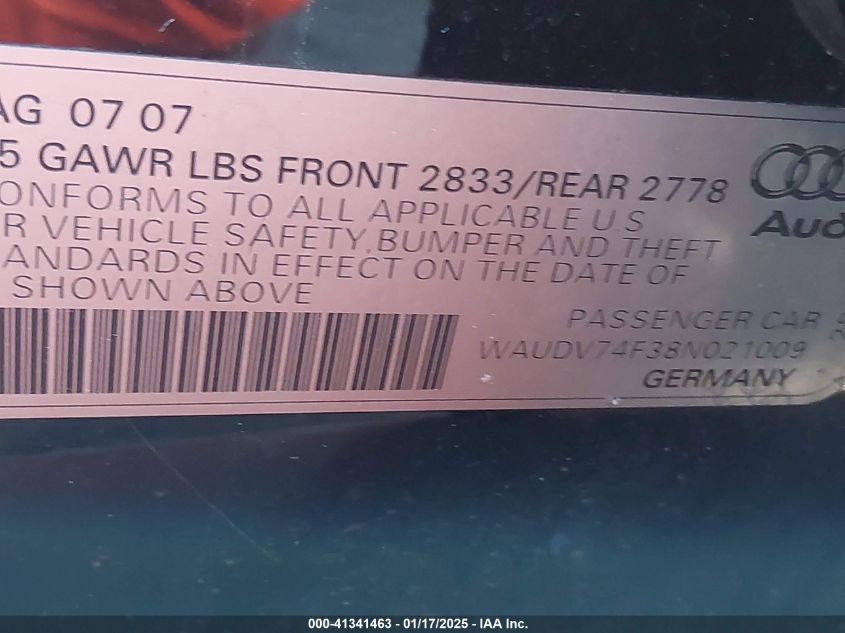 AG 07 07
5 GAWR LBS FRONT 2833/REAR 2778
ONFORMS TO ALL APPLICABLE U.S
R VEHICLE SAFETY, BUMPER AND THEFT
ANDARDS IN EFFECT ON THE DATE OF
SHOWN ABOVE
Aud
PASSENGER CAR
WAUDV74F38N021009
GERMANY
000-41341463 - 01/17/2025 - IAA Inc.